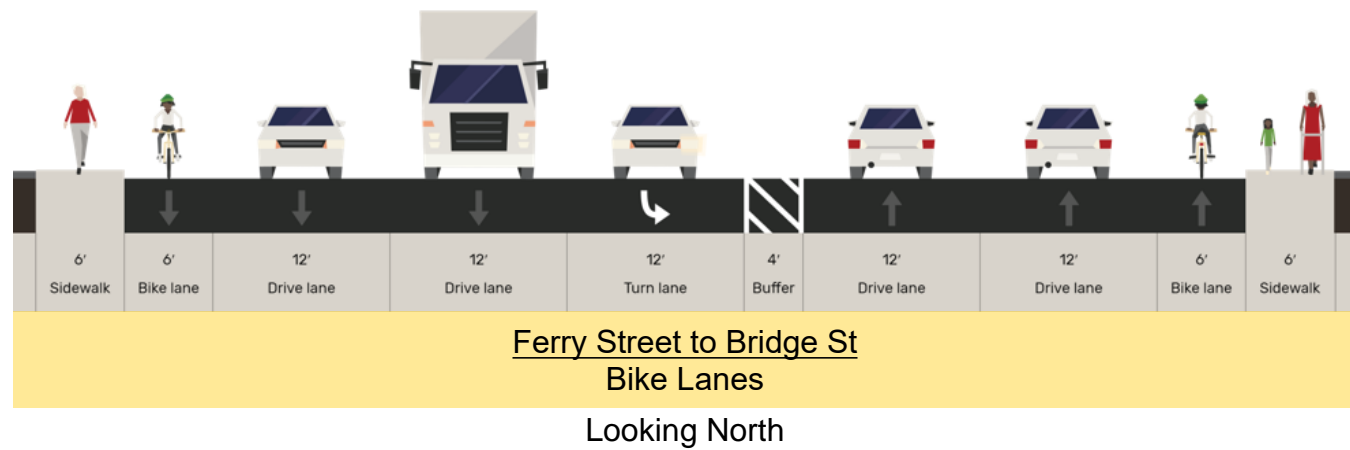 6′ 6′ 12′ 12′ 12′ 4′ 12′ 12′ 6′ 6′
Sidewalk Bike lane Drive lane Drive lane Turn lane Buffer Drive lane Drive lane Bike lane Sidewalk
Ferry Street to Bridge St
Bike Lanes
Looking North